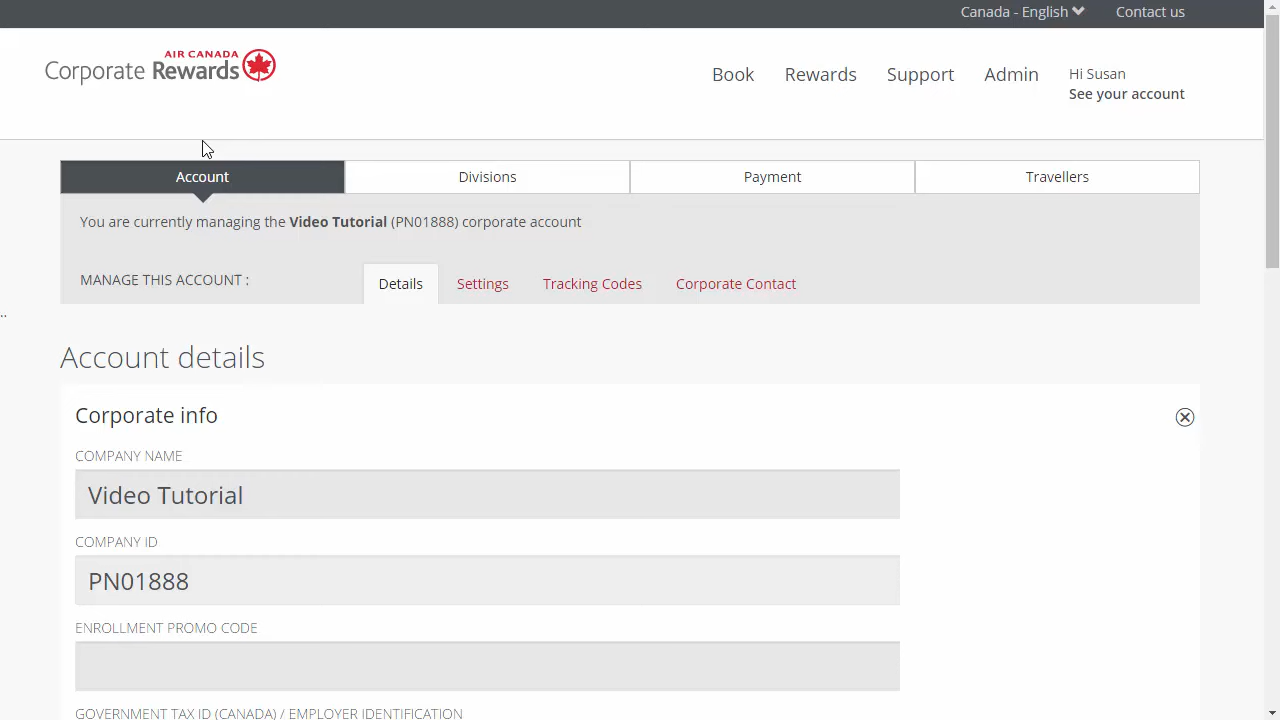 Canada - English
Contact us
AIR CANADA
Corporate Rewards
Book
Rewards
Support
Admin
Hi Susan
See your account
Account
Divisions
Payment
Travellers
You are currently managing the Video Tutorial (PN01888) corporate account
MANAGE THIS ACCOUNT :
Details
Settings
Tracking Codes
Corporate Contact
..
Account details
Corporate info
COMPANY NAME
Video Tutorial
COMPANY ID
PN01888
ENROLLMENT PROMO CODE
GOVERNMENT TAX ID (CANADA) / EMPLOYER IDENTIFICATION